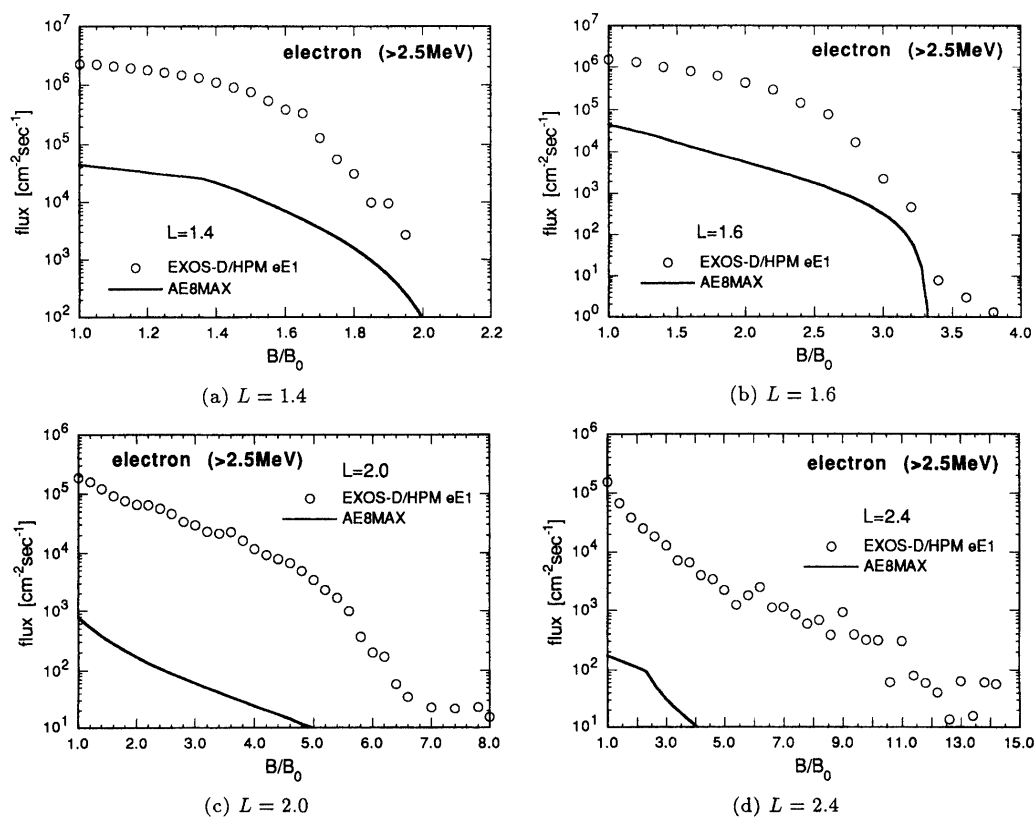 10⁷
10⁶
10⁵
10⁴
10³
10²
flux [cm⁻²sec⁻¹]
electron (>2.5MeV)
L=1.4
EXOS-D/HPM eE1
AE8MAX
1.0 1.2 1.4 1.6 1.8 2.0 2.2
B/B₀
(a) L = 1.4
10⁷
10⁶
10⁵
10⁴
10³
10²
10¹
10⁰
flux [cm⁻²sec⁻¹]
electron (>2.5MeV)
L=1.6
EXOS-D/HPM eE1
AE8MAX
1.0 1.5 2.0 2.5 3.0 3.5 4.0
B/B₀
(b) L = 1.6
10⁶
10⁵
10⁴
10³
10²
10¹
flux [cm⁻²sec⁻¹]
electron (>2.5MeV)
L=2.0
EXOS-D/HPM eE1
AE8MAX
1.0 2.0 3.0 4.0 5.0 6.0 7.0 8.0
B/B₀
(c) L = 2.0
10⁶
10⁵
10⁴
10³
10²
10¹
flux [cm⁻²sec⁻¹]
electron (>2.5MeV)
L=2.4
EXOS-D/HPM eE1
AE8MAX
1.0 3.0 5.0 7.0 9.0 11.0 13.0 15.0
B/B₀
(d) L = 2.4